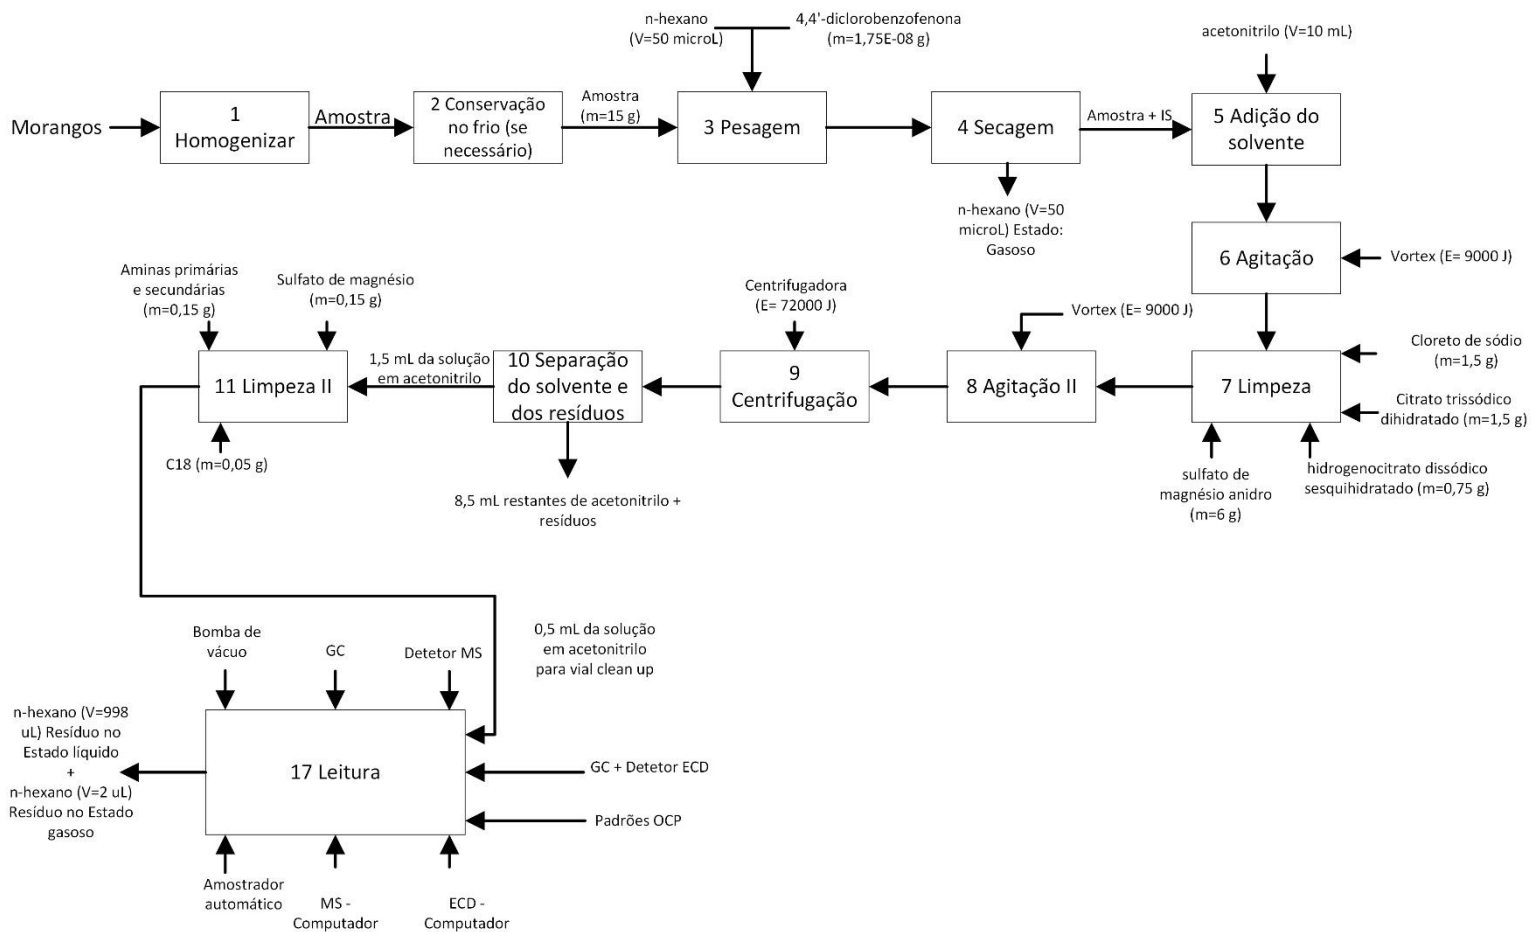 n-hexano
(V=50 microL)
4,4'-diclorobenzofenona
(m=1,75E-08 g)
acetonitrilo (V=10 mL)
Morangos
1
Homogenizar
Amostra
2 Conservação
no frio (se
necessário)
Amostra
(m=15 g)
3 Pesagem
4 Secagem
Amostra + IS
5 Adição do
solvente
n-hexano (V=50
microL) Estado:
Gasoso
6 Agitação
Vortex (E= 9000 J)
Aminas primárias
e secundárias
(m=0,15 g)
Sulfato de magnésio
(m=0,15 g)
Centrifugadora
(E= 72000 J)
Vortex (E= 9000 J)
11 Limpeza II
1,5 mL da solução
em acetonitrilo
10 Separação
do solvente e
dos resíduos
9
Centrifugação
8 Agitação II
7 Limpeza
Cloreto de sódio
(m=1,5 g)
Citrato trissódico
dihidratado (m=1,5 g)
C18 (m=0,05 g)
8,5 mL restantes de acetonitrilo +
resíduos
sulfato de
magnésio anidro
(m=6 g)
hidrogenocitrato dissódico
sesquihidratado (m=0,75 g)
0,5 mL da solução
em acetonitrilo
para vial clean up
Bomba de
vácuo
GC
Detetor MS
n-hexano (V=998
uL) Resíduo no
Estado líquido
+
n-hexano (V=2 uL)
Resíduo no Estado
gasoso
17 Leitura
GC + Detetor ECD
Padrões OCP
Amostrador
automático
MS -
Computador
ECD -
Computador